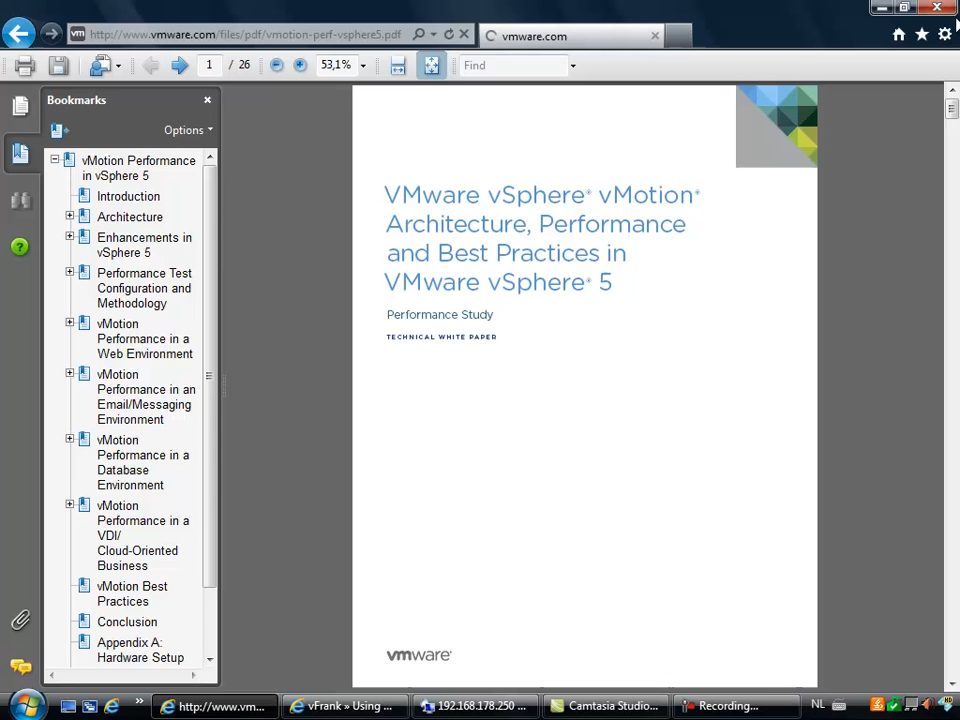 http://www.vmware.com/files/pdf/vmotion-perf-vsphere5.pdf
vmware.com
1 / 26
53,1%
Find
Bookmarks
Options
vMotion Performance
in vSphere 5
Introduction
Architecture
Enhancements in
vSphere 5
Performance Test
Configuration and
Methodology
vMotion
Performance in a
Web Environment
vMotion
Performance in an
Email/Messaging
Environment
vMotion
Performance in a
Database
Environment
vMotion
Performance in a
VDI/
Cloud-Oriented
Business
vMotion Best
Practices
Conclusion
Appendix A:
Hardware Setup
VMware vSphere® vMotion®
Architecture, Performance
and Best Practices in
VMware vSphere® 5
Performance Study
TECHNICAL WHITE PAPER
vmware®
http://www.vm...
vFrank » Using ...
192.168.178.250 ...
Camtasia Studio...
Recording...
NL